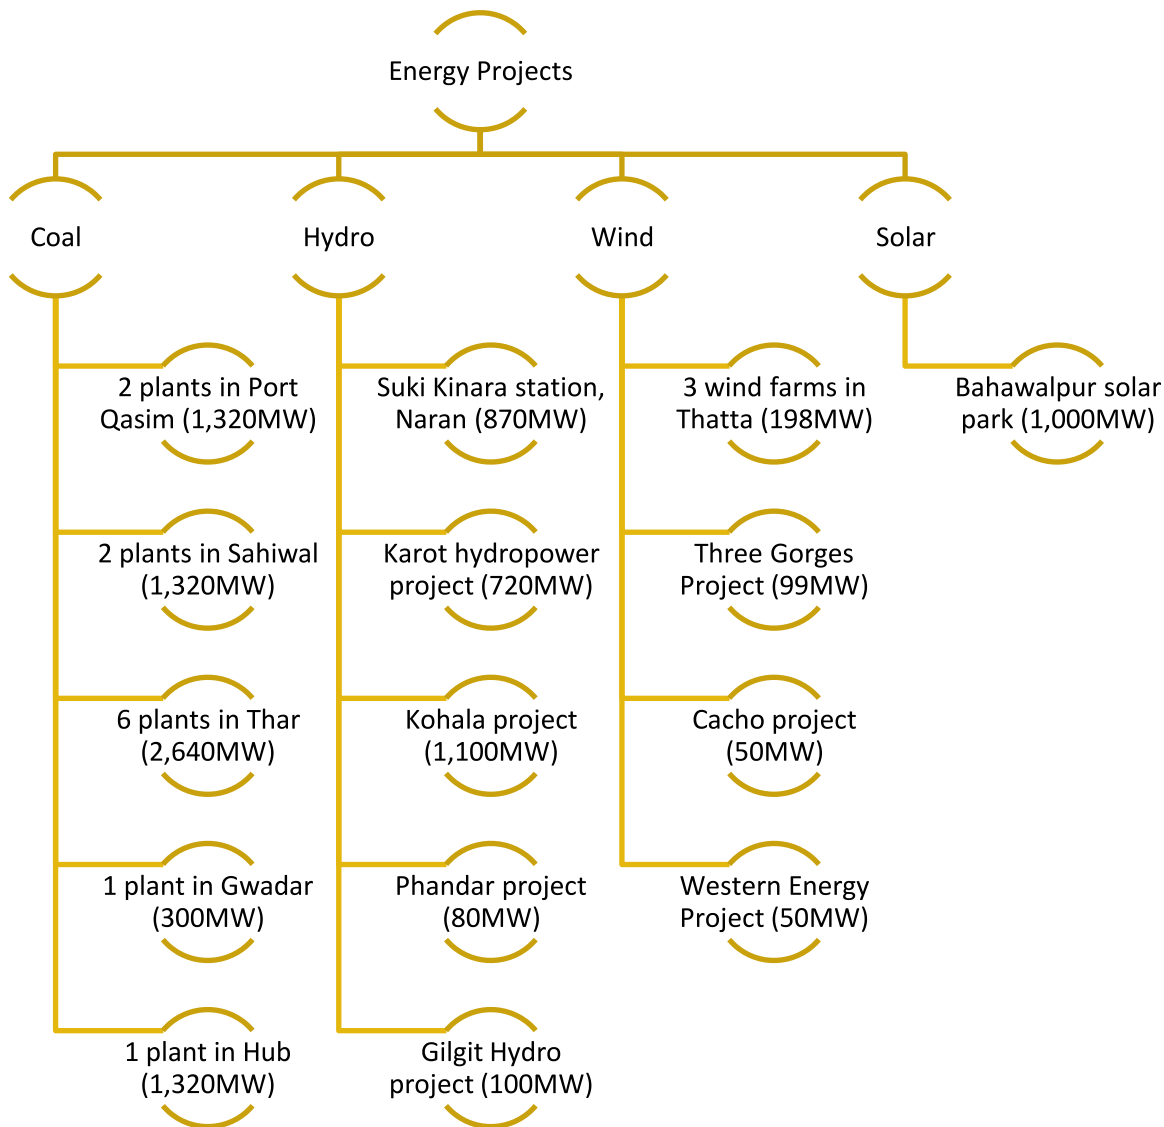 Energy Projects
Coal
Hydro
Wind
Solar
2 plants in Port
Qasim (1,320MW)
Suki Kinara station,
Naran (870MW)
3 wind farms in
Thatta (198MW)
Bahawalpur solar
park (1,000MW)
2 plants in Sahiwal
(1,320MW)
Karot hydropower
project (720MW)
Three Gorges
Project (99MW)
6 plants in Thar
(2,640MW)
Kohala project
(1,100MW)
Cacho project
(50MW)
1 plant in Gwadar
(300MW)
Phandar project
(80MW)
Western Energy
Project (50MW)
1 plant in Hub
(1,320MW)
Gilgit Hydro
project (100MW)